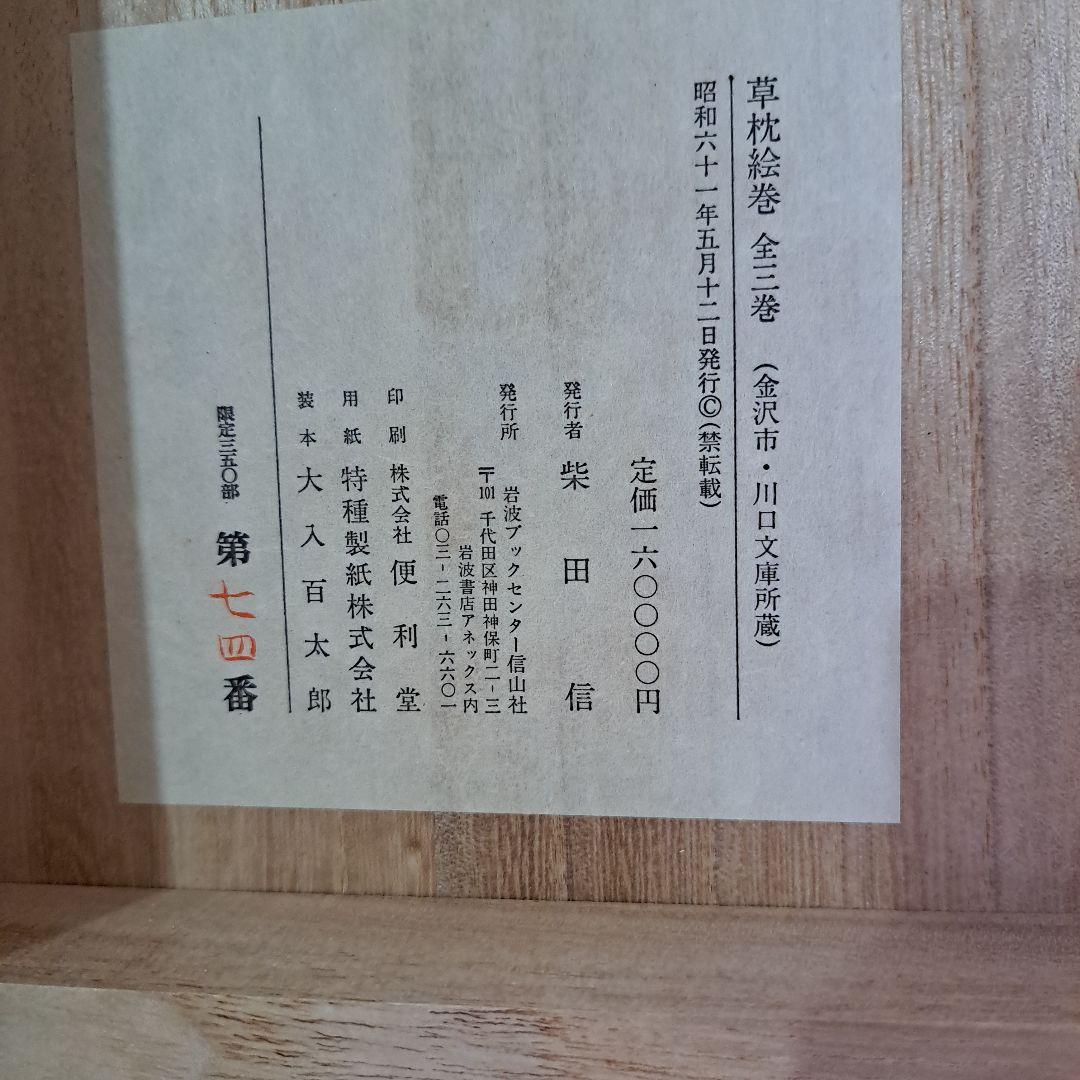 草枕絵巻 全三巻 (金沢市・川口文庫所蔵)
昭和六十一年五月十二日発行©(禁転載)
定価一六〇〇〇〇円
発行者 柴田信
発行所 岩波ブックセンター信山社
〒101 千代田区神田神保町二-三
岩波書店アネックス内
電話〇三-二六三-六六〇一
印刷 株式会社 便利堂
用紙 特種製紙株式会社
装本 大入百太郎
限定三五〇部 第七四番